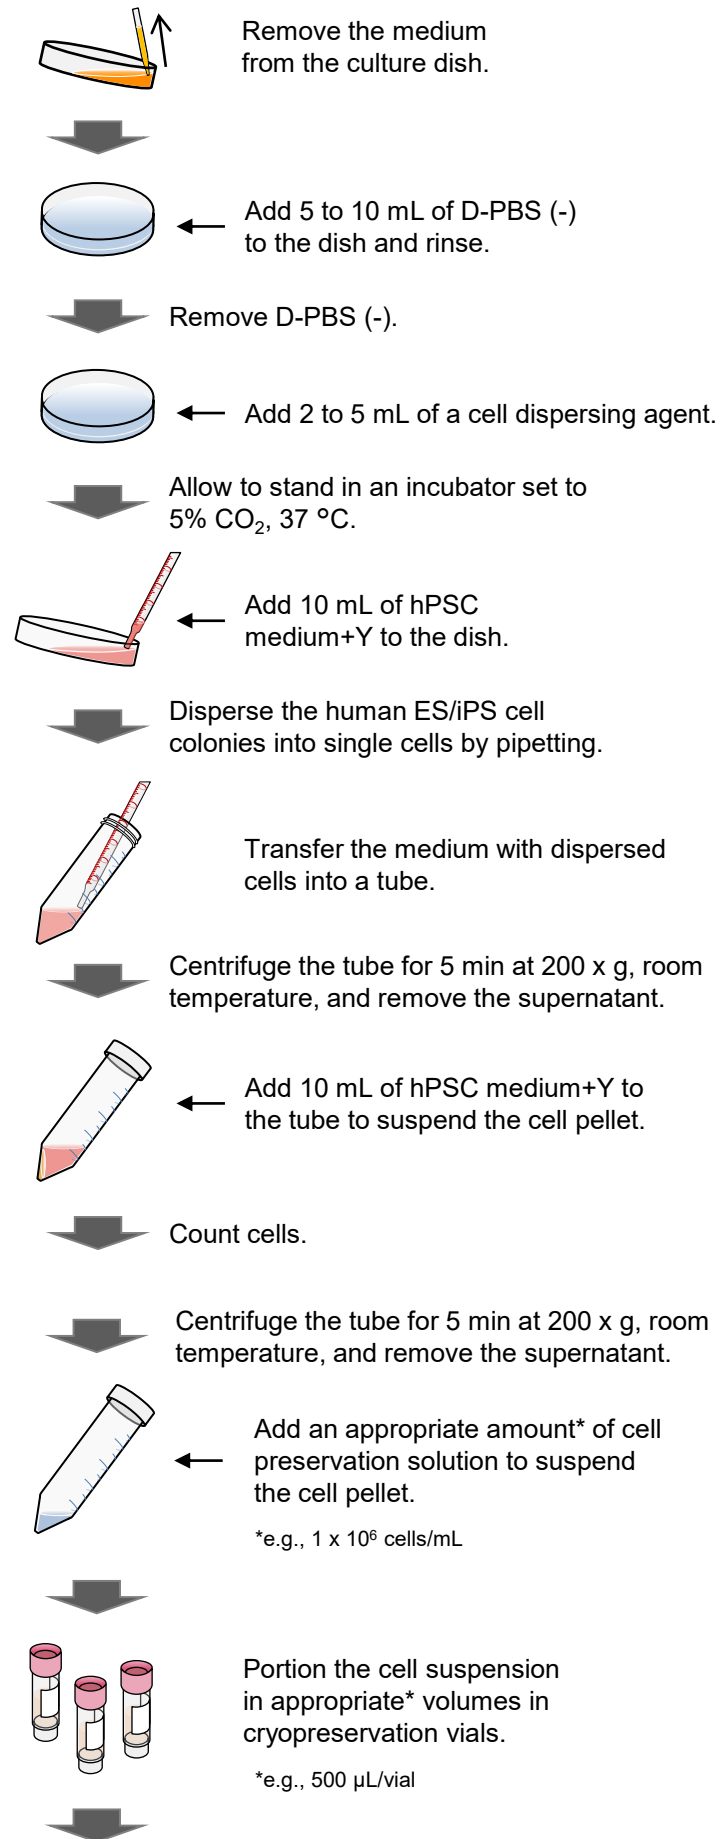 Remove the medium
from the culture dish.
Add 5 to 10 mL of D-PBS (-)
to the dish and rinse.
Remove D-PBS (-).
Add 2 to 5 mL of a cell dispersing agent.
Allow to stand in an incubator set to
5% CO₂, 37 °C.
Add 10 mL of hPSC
medium+Y to the dish.
Disperse the human ES/iPS cell
colonies into single cells by pipetting.
Transfer the medium with dispersed
cells into a tube.
Centrifuge the tube for 5 min at 200 x g, room
temperature, and remove the supernatant.
Add 10 mL of hPSC medium+Y to
the tube to suspend the cell pellet.
Count cells.
Centrifuge the tube for 5 min at 200 x g, room
temperature, and remove the supernatant.
Add an appropriate amount* of cell
preservation solution to suspend
the cell pellet.
*e.g., 1 x 10⁶ cells/mL
Portion the cell suspension
in appropriate* volumes in
cryopreservation vials.
*e.g., 500 µL/vial